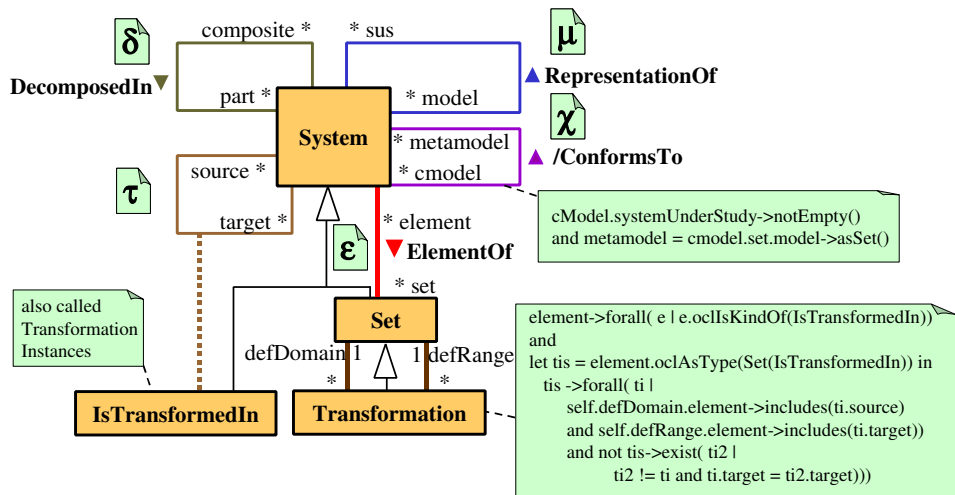 composite *
* sus
δ
μ
DecomposedIn
RepresentationOf
part *
* model
System
χ
* metamodel
/ConformsTo
* cmodel
source *
τ
target *
* element
cModel.systemUnderStudy->notEmpty()
and metamodel = cmodel.set.model->asSet()
ε
ElementOf
* set
also called
Transformation
Instances
Set
defDomain 1
1 defRange
*
*
IsTransformedIn
Transformation
element->forall( e | e.oclIsKindOf(IsTransformedIn))
and
let tis = element.oclAsType(Set(IsTransformedIn)) in
tis ->forall( ti |
self.defDomain.element->includes(ti.source)
and self.defRange.element->includes(ti.target))
and not tis->exist( ti2 |
ti2 != ti and ti.target = ti2.target)))